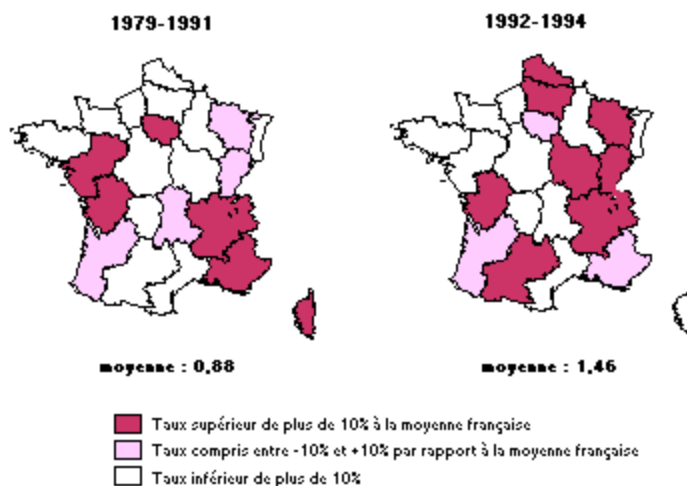 1979-1991
1992-1994
moyenne : 0,88
moyenne : 1,46
Taux supérieur de plus de 10% à la moyenne française
Taux compris entre -10% et +10% par rapport à la moyenne française
Taux inférieur de plus de 10%